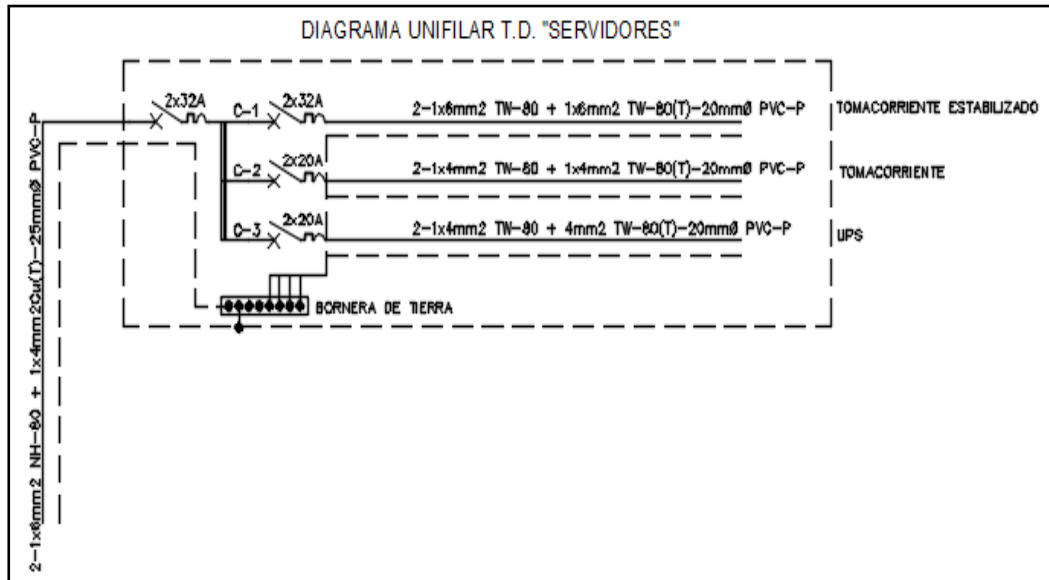 DIAGRAMA UNIFILAR T.D. "SERVIDORES"
2x32A
C-1
2x32A
2-1x6mm2 TW-80 + 1x6mm2 TW-80(T)-20mmØ PVC-P
TOMACORRIENTE ESTABILIZADO
C-2
2x20A
2-1x4mm2 TW-80 + 1x4mm2 TW-80(T)-20mmØ PVC-P
TOMACORRIENTE
C-3
2x20A
2-1x4mm2 TW-80 + 4mm2 TW-80(T)-20mmØ PVC-P
UPS
BORNERA DE TIERRA
2-1x6mm2 NH-80 + 1x4mm2Cu(T)-25mmØ PVC-P